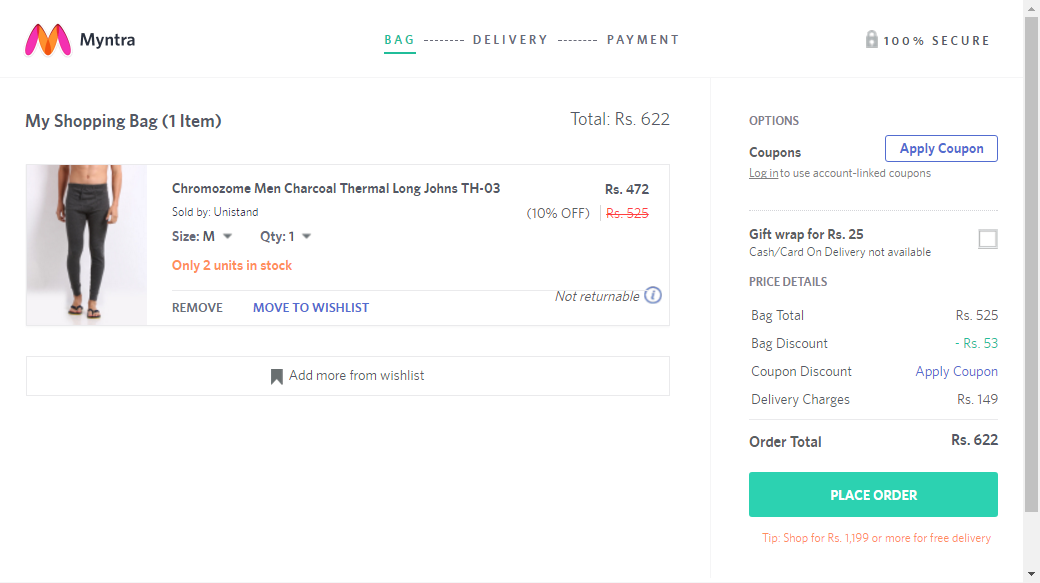 Myntra
BAG -------- DELIVERY -------- PAYMENT
100% SECURE
My Shopping Bag (1 Item)
Total: Rs. 622
Chromozome Men Charcoal Thermal Long Johns TH-03
Rs. 472
Sold by: Unistand
(10% OFF) Rs. 525
Size: M
Qty: 1
Only 2 units in stock
Not returnable i
REMOVE
MOVE TO WISHLIST
Add more from wishlist
OPTIONS
Coupons
Apply Coupon
Log in to use account-linked coupons
Gift wrap for Rs. 25
Cash/Card On Delivery not available
PRICE DETAILS
Bag Total Rs. 525
Bag Discount - Rs. 53
Coupon Discount Apply Coupon
Delivery Charges Rs. 149
Order Total Rs. 622
PLACE ORDER
Tip: Shop for Rs. 1,199 or more for free delivery